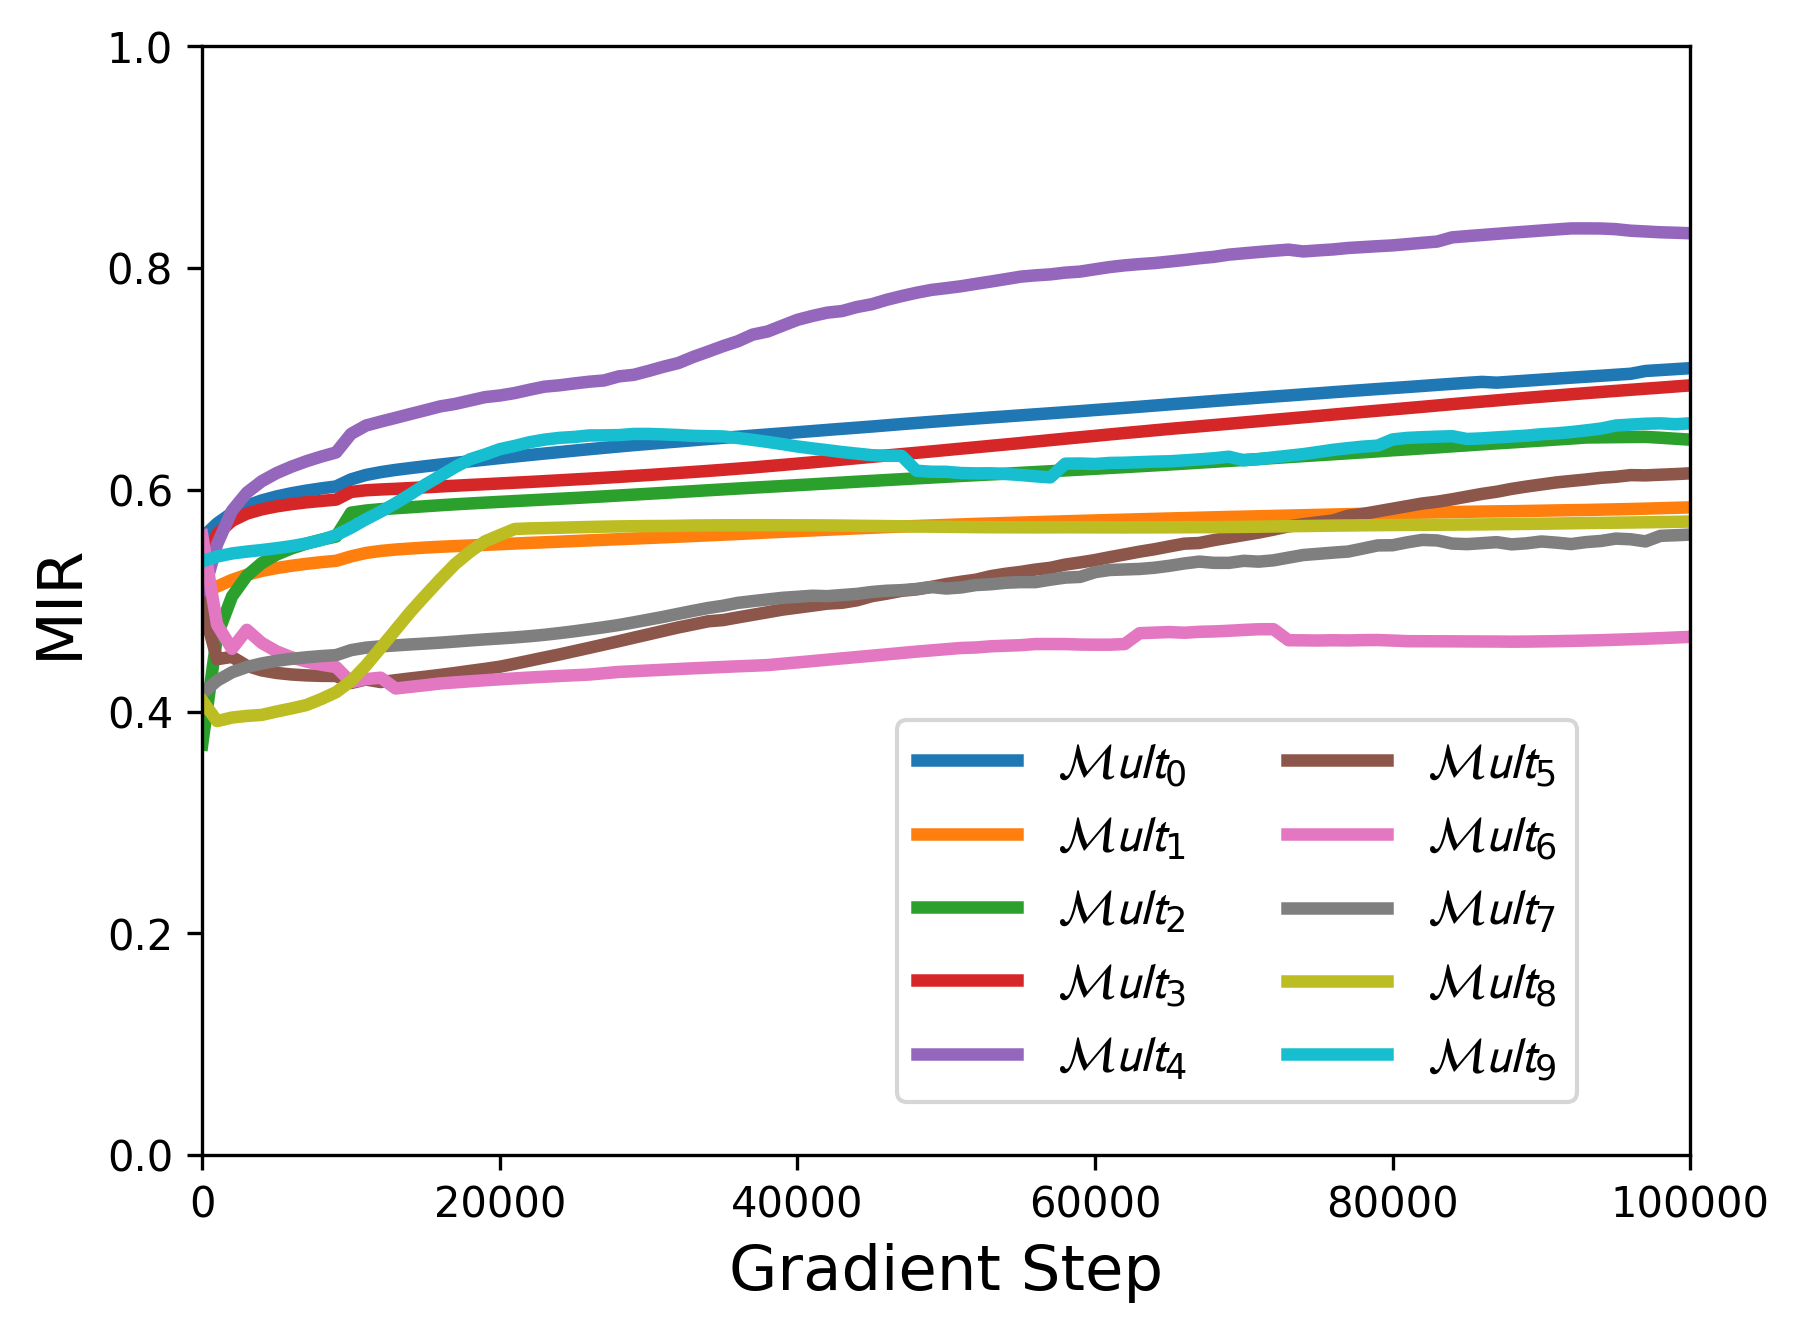 1.0
0.8
0.6
0.4
0.2
0.0
MIR
0 20000 40000 60000 80000 100000
Gradient Step
ℳult₀ ℳult₅
ℳult₁ ℳult₆
ℳult₂ ℳult₇
ℳult₃ ℳult₈
ℳult₄ ℳult₉